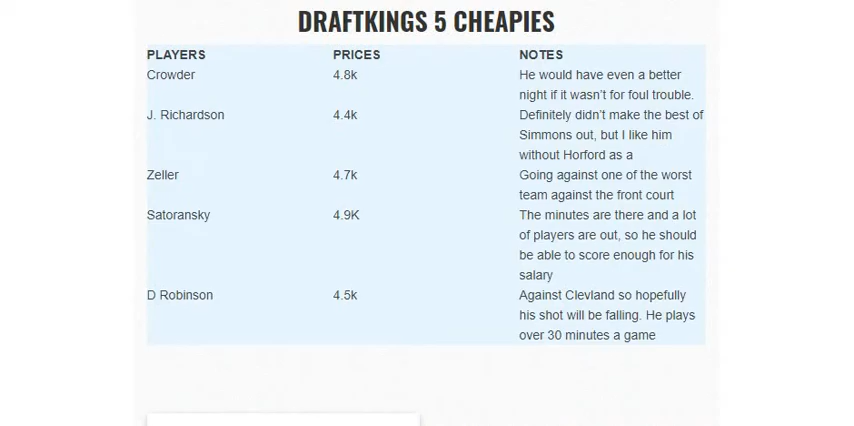 DRAFTKINGS 5 CHEAPIES
PLAYERS PRICES NOTES
Crowder 4.8k He would have even a better
night if it wasn’t for foul trouble.
J. Richardson 4.4k Definitely didn’t make the best of
Simmons out, but I like him
without Horford as a
Zeller 4.7k Going against one of the worst
team against the front court
Satoransky 4.9K The minutes are there and a lot
of players are out, so he should
be able to score enough for his
salary
D Robinson 4.5k Against Clevland so hopefully
his shot will be falling. He plays
over 30 minutes a game